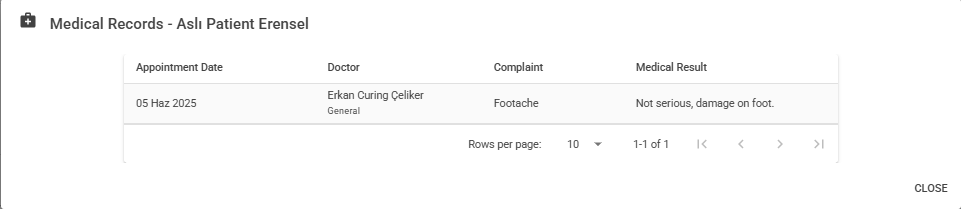 Medical Records - Aslı Patient Erensel
Appointment Date Doctor Complaint Medical Result
05 Haz 2025 Erkan Curing Çeliker Footache Not serious, damage on foot.
General
Rows per page: 10 1-1 of 1
CLOSE